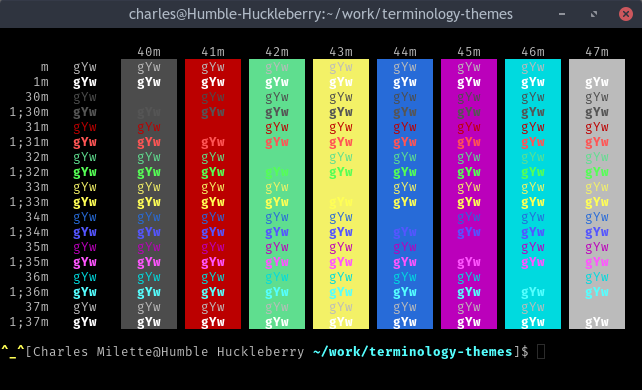 charles@Humble-Huckleberry:~/work/terminology-themes
40m 41m 42m 43m 44m 45m 46m 47m
m gYw gYw gYw gYw gYw gYw gYw gYw
1m gYw gYw gYw gYw gYw gYw gYw gYw gYw
30m gYw gYw gYw gYw gYw gYw gYw gYw
1;30m gYw gYw gYw gYw gYw gYw gYw gYw gYw
31m gYw gYw gYw gYw gYw gYw gYw gYw
1;31m gYw gYw gYw gYw gYw gYw gYw gYw gYw
32m gYw gYw gYw gYw gYw gYw gYw gYw
1;32m gYw gYw gYw gYw gYw gYw gYw gYw gYw
33m gYw gYw gYw gYw gYw gYw gYw gYw
1;33m gYw gYw gYw gYw gYw gYw gYw gYw gYw
34m gYw gYw gYw gYw gYw gYw gYw gYw
1;34m gYw gYw gYw gYw gYw gYw gYw gYw gYw
35m gYw gYw gYw gYw gYw gYw gYw gYw
1;35m gYw gYw gYw gYw gYw gYw gYw gYw gYw
36m gYw gYw gYw gYw gYw gYw gYw gYw
1;36m gYw gYw gYw gYw gYw gYw gYw gYw gYw
37m gYw gYw gYw gYw gYw gYw gYw gYw
1;37m gYw gYw gYw gYw gYw gYw gYw gYw gYw
^_^[Charles Milette@Humble Huckleberry ~/work/terminology-themes]$